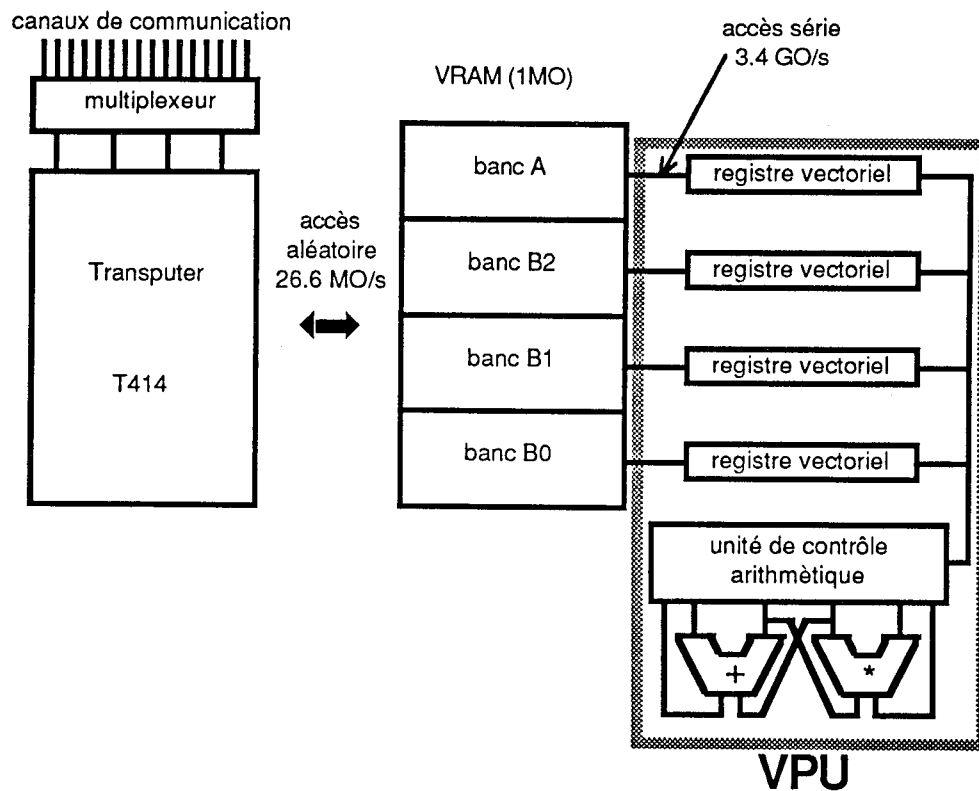 canaux de communication
multiplexeur
Transputer
T414
accès
aléatoire
26.6 MO/s
VRAM (1MO)
banc A
banc B2
banc B1
banc B0
accès série
3.4 GO/s
registre vectoriel
registre vectoriel
registre vectoriel
registre vectoriel
unité de contrôle
arithmètique
+
*
VPU